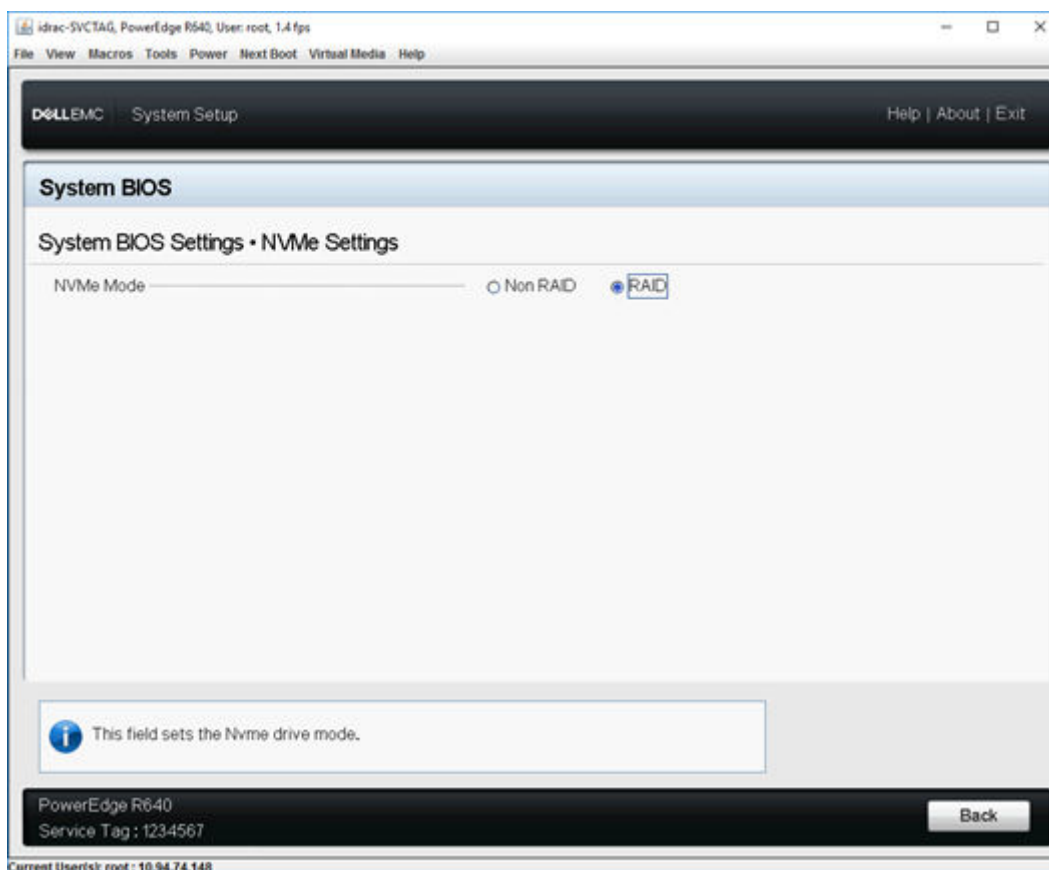 idrac-SVCTAG, PowerEdge R640, User: root, 1.4 fps
File View Macros Tools Power Next Boot Virtual Media Help
DELLEMC System Setup Help | About | Exit
System BIOS
System BIOS Settings • NVMe Settings
NVMe Mode Non RAID RAID
This field sets the Nvme drive mode.
PowerEdge R640
Service Tag : 1234567
Back
Current User(s): root : 10.94.74.148